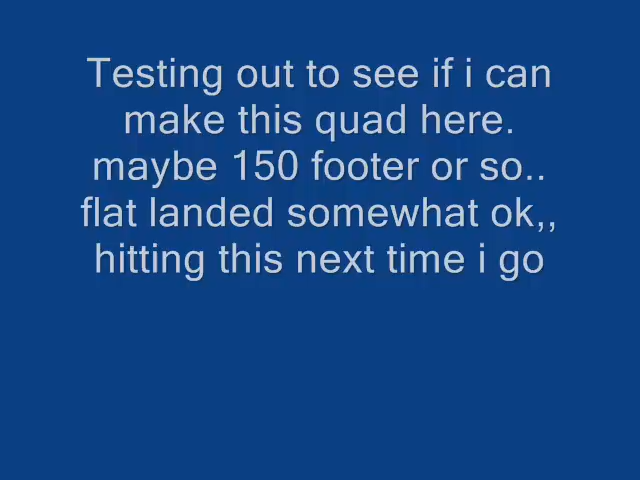 Testing out to see if i can
make this quad here.
maybe 150 footer or so..
flat landed somewhat ok,,
hitting this next time i go